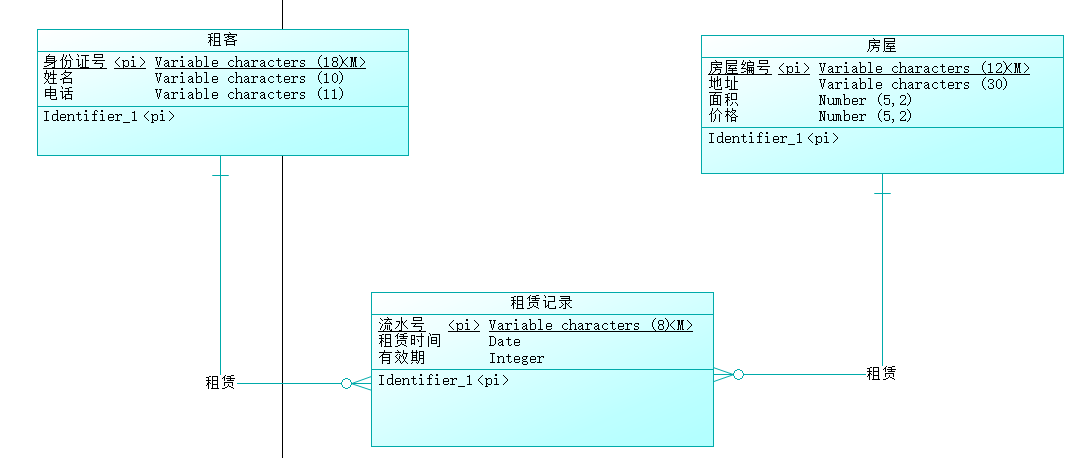 租客
身份证号 <pi> Variable characters (18)<M>
姓名 Variable characters (10)
电话 Variable characters (11)
Identifier_1 <pi>
房屋
房屋编号 <pi> Variable characters (12)<M>
地址 Variable characters (30)
面积 Number (5,2)
价格 Number (5,2)
Identifier_1 <pi>
租赁记录
流水号 <pi> Variable characters (8)<M>
租赁时间 Date
有效期 Integer
Identifier_1 <pi>
租赁
租赁